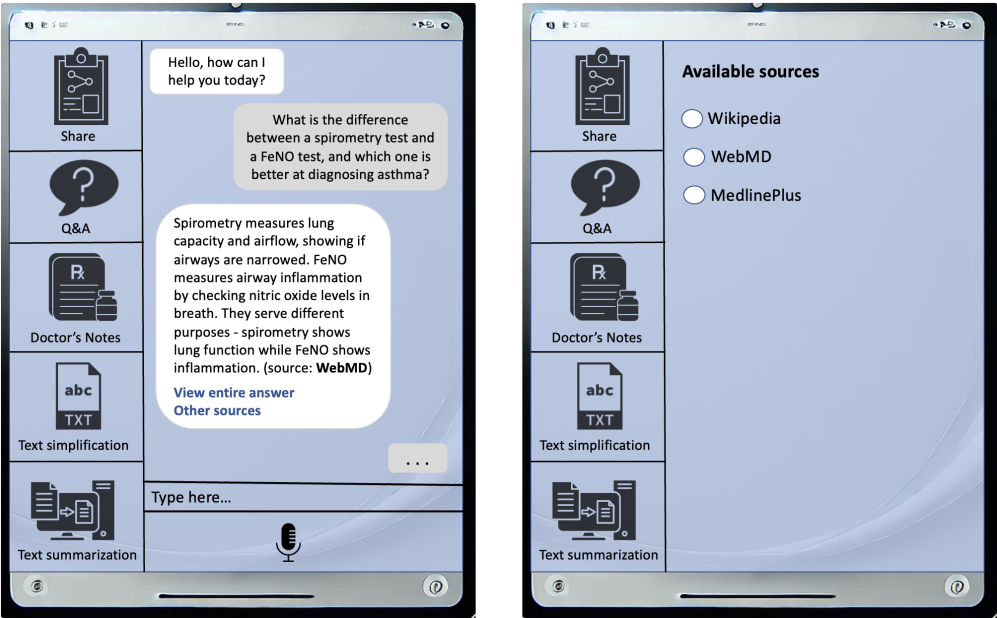 Share
Q&A
Doctor's Notes
abc
TXT
Text simplification
Text summarization
Hello, how can I
help you today?
What is the difference
between a spirometry test and
a FeNO test, and which one is
better at diagnosing asthma?
Spirometry measures lung
capacity and airflow, showing if
airways are narrowed. FeNO
measures airway inflammation
by checking nitric oxide levels in
breath. They serve different
purposes - spirometry shows
lung function while FeNO shows
inflammation. (source: WebMD)
View entire answer
Other sources
. . .
Type here...
Share
Q&A
Doctor's Notes
abc
TXT
Text simplification
Text summarization
Available sources
Wikipedia
WebMD
MedlinePlus